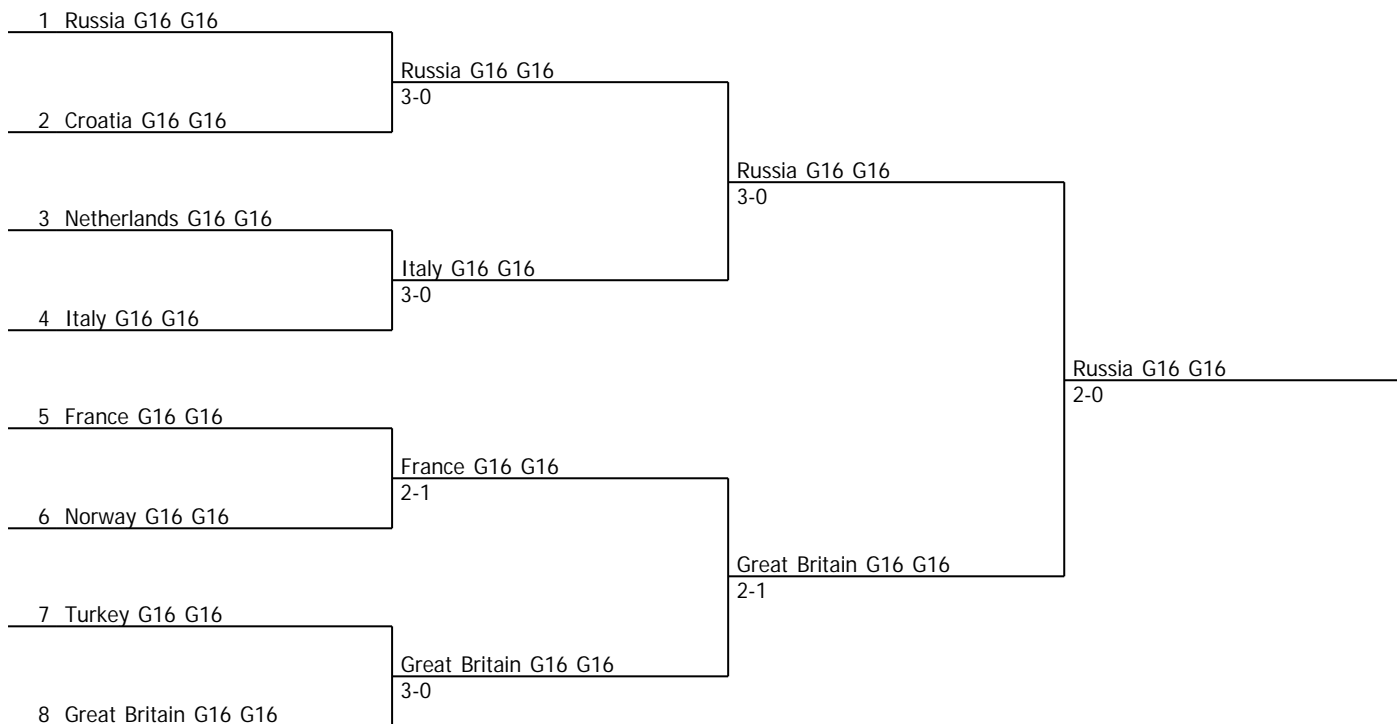 1 Russia G16 G16
Russia G16 G16
3-0
2 Croatia G16 G16
Russia G16 G16
3-0
3 Netherlands G16 G16
Italy G16 G16
3-0
4 Italy G16 G16
Russia G16 G16
2-0
5 France G16 G16
France G16 G16
2-1
6 Norway G16 G16
Great Britain G16 G16
2-1
7 Turkey G16 G16
Great Britain G16 G16
3-0
8 Great Britain G16 G16